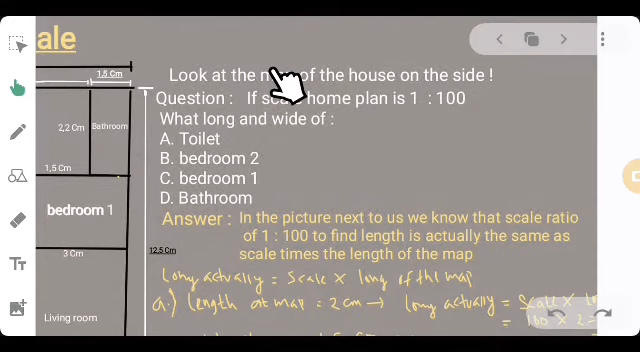 ale
1,5 Cm
Look at the of the house on the side !
Question : If home plan is 1 : 100
What long and wide of :
2,2 Cm
Bathroom
A. Toilet
B. bedroom 2
1,5 Cm
C. bedroom 1
D. Bathroom
bedroom 1
Answer : In the picture next to us we know that scale ratio
of 1 : 100 to find length is actually the same as
scale times the length of the map
3 Cm
12,5 Cm
Long actually = Scale x long of the map
a.) length at map = 2 cm → long actually = Scale x
Living room
= 100 x 2 =